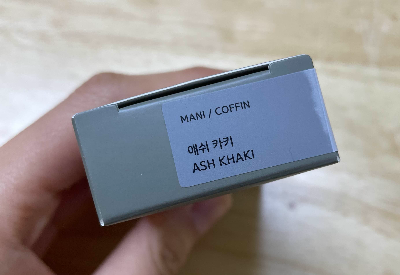 MANI / COFFIN
애쉬 카키
ASH KHAKI